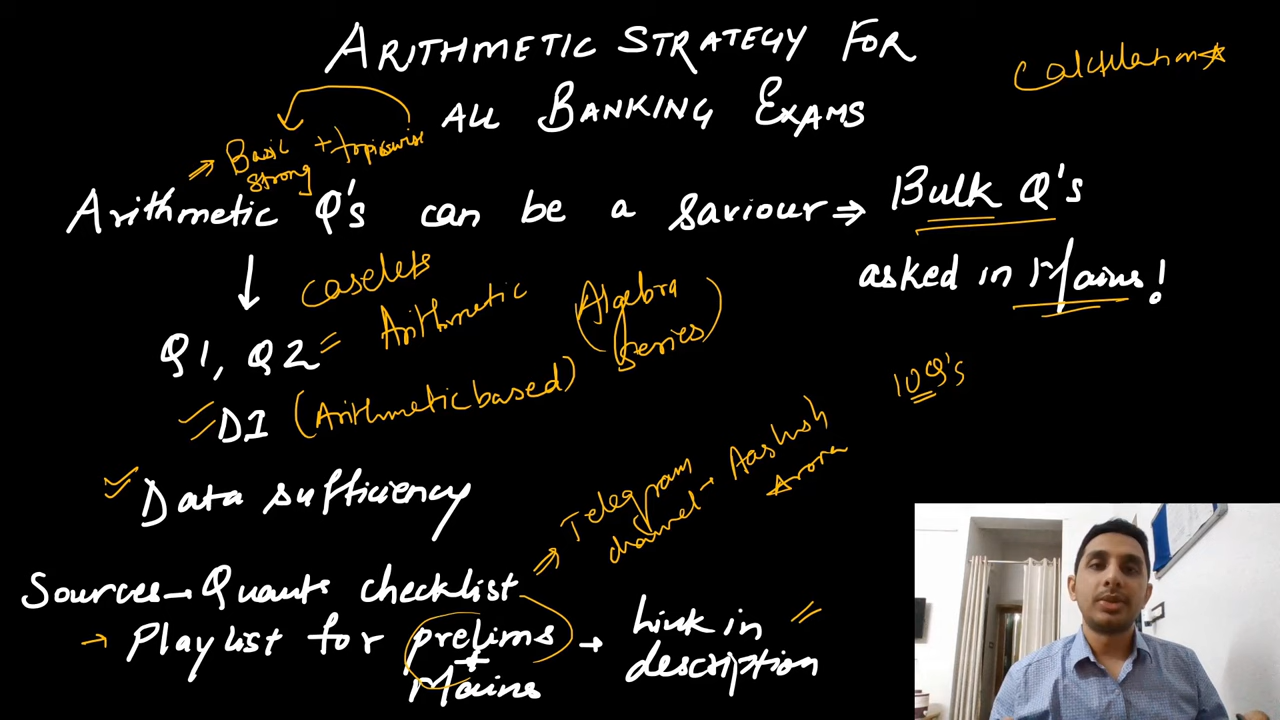 ARITHMETIC STRATEGY FOR
ALL BANKING EXAMS
Calculation
Basic + topicwise
strong
Arithmetic Q's can be a saviour ⇒ Bulk Q's
asked in Mains!
caselets
Q1, Q2 = Arithmetic (Algebra
series)
DI (Arithmetic based)
10 Q's
Data sufficiency
Telegram
channel - Aashish
Arora
Sources → Quants checklist
→ Playlist for prelims
+
Mains
→ Link in
description